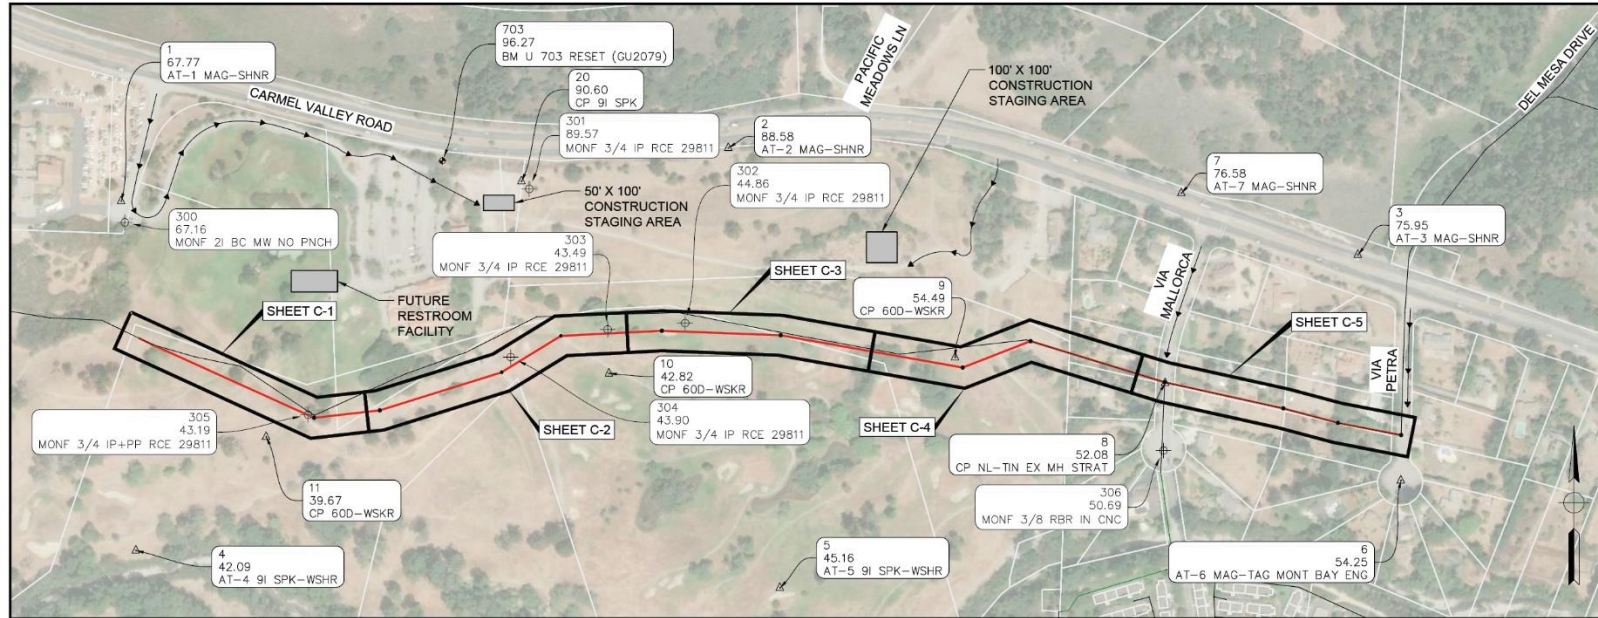 1
67.77
AT-1 MAG-SHNR
703
96.27
BM U 703 RESET (GU2079)
20
90.60
CP 9I SPK
301
89.57
MONF 3/4 IP RCE 29811
2
88.58
AT-2 MAG-SHNR
PACIFIC
MEADOWS LN
100' X 100'
CONSTRUCTION
STAGING AREA
DEL MESA DRIVE
CARMEL VALLEY ROAD
302
44.86
MONF 3/4 IP RCE 29811
7
76.58
AT-7 MAG-SHNR
50' X 100'
CONSTRUCTION
STAGING AREA
300
67.16
MONF 2I BC MW NO PNCH
303
43.49
MONF 3/4 IP RCE 29811
3
75.95
AT-3 MAG-SHNR
SHEET C-3
9
54.49
CP 60D-WSKR
VIA
MALLORCA
SHEET C-1
FUTURE
RESTROOM
FACILITY
SHEET C-5
VIA
PETRA
10
42.82
CP 60D-WSKR
305
43.19
MONF 3/4 IP+PP RCE 29811
304
43.90
MONF 3/4 IP RCE 29811
SHEET C-2
SHEET C-4
8
52.08
CP NL-TIN EX MH STRAT
11
39.67
CP 60D-WSKR
306
50.69
MONF 3/8 RBR IN CNC
4
42.09
AT-4 9I SPK-WSHR
5
45.16
AT-5 9I SPK-WSHR
6
54.25
AT-6 MAG-TAG MONT BAY ENG